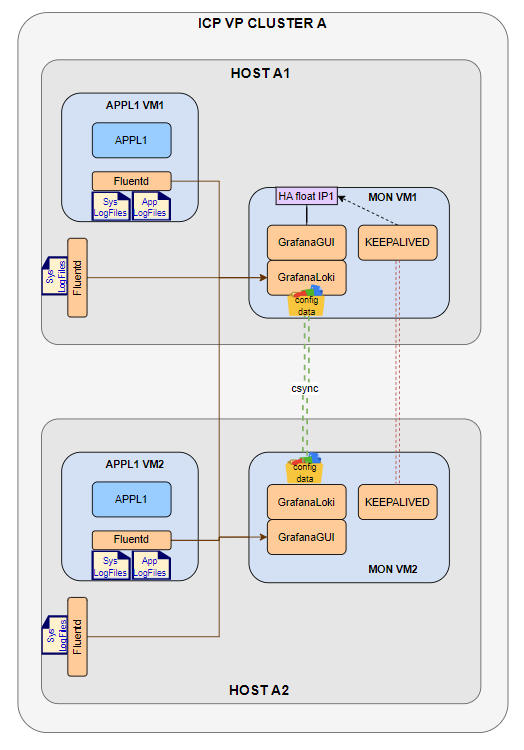 ICP VP CLUSTER A
HOST A1
APPL1 VM1
APPL1
Fluentd
Sys
LogFiles
App
LogFiles
HA float IP1
MON VM1
GrafanaGUI
KEEPALIVED
GrafanaLoki
config
data
Sys
LogFiles
Fluentd
csync
APPL1 VM2
APPL1
Fluentd
Sys
LogFiles
App
LogFiles
config
data
GrafanaLoki
KEEPALIVED
GrafanaGUI
MON VM2
Sys
LogFiles
Fluentd
HOST A2